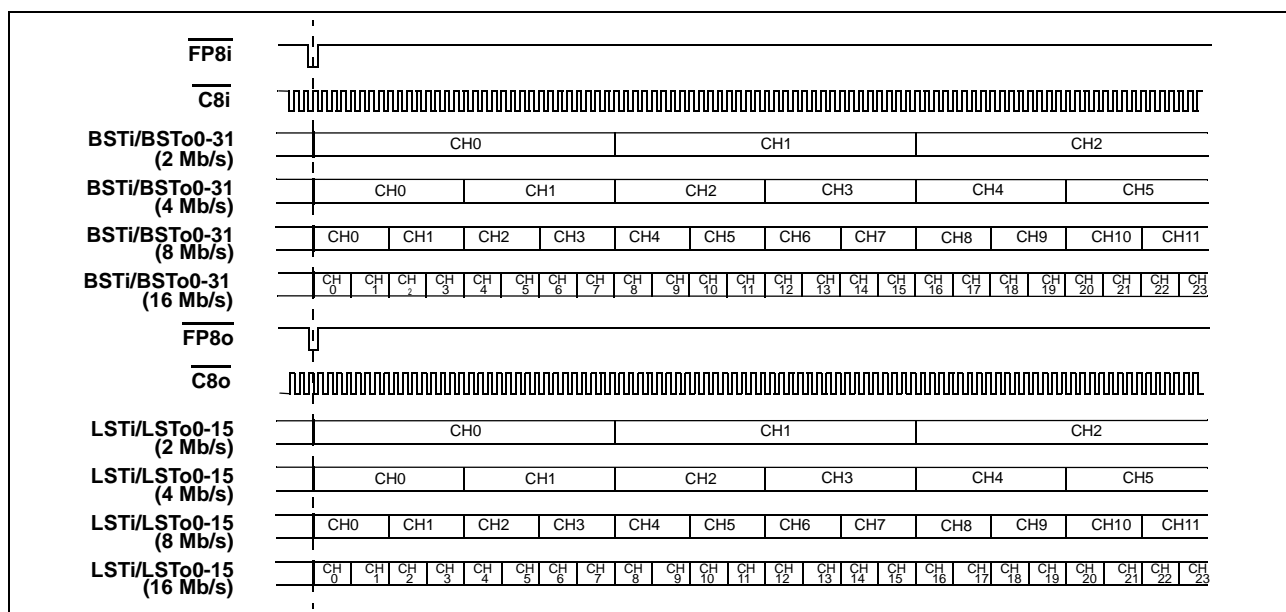 FP8i
C8i
BSTi/BSTo0-31
(2 Mb/s)
CH0 CH1 CH2
BSTi/BSTo0-31
(4 Mb/s)
CH0 CH1 CH2 CH3 CH4 CH5
BSTi/BSTo0-31
(8 Mb/s)
CH0 CH1 CH2 CH3 CH4 CH5 CH6 CH7 CH8 CH9 CH10 CH11
BSTi/BSTo0-31
(16 Mb/s)
CH 0 CH 1 CH 2 CH 3 CH 4 CH 5 CH 6 CH 7 CH 8 CH 9 CH 10 CH 11 CH 12 CH 13 CH 14 CH 15 CH 16 CH 17 CH 18 CH 19 CH 20 CH 21 CH 22 CH 23
FP8o
C8o
LSTi/LSTo0-15
(2 Mb/s)
CH0 CH1 CH2
LSTi/LSTo0-15
(4 Mb/s)
CH0 CH1 CH2 CH3 CH4 CH5
LSTi/LSTo0-15
(8 Mb/s)
CH0 CH1 CH2 CH3 CH4 CH5 CH6 CH7 CH8 CH9 CH10 CH11
LSTi/LSTo0-15
(16 Mb/s)
CH 0 CH 1 CH 2 CH 3 CH 4 CH 5 CH 6 CH 7 CH 8 CH 9 CH 10 CH 11 CH 12 CH 13 CH 14 CH 15 CH 16 CH 17 CH 18 CH 19 CH 20 CH 21 CH 22 CH 23